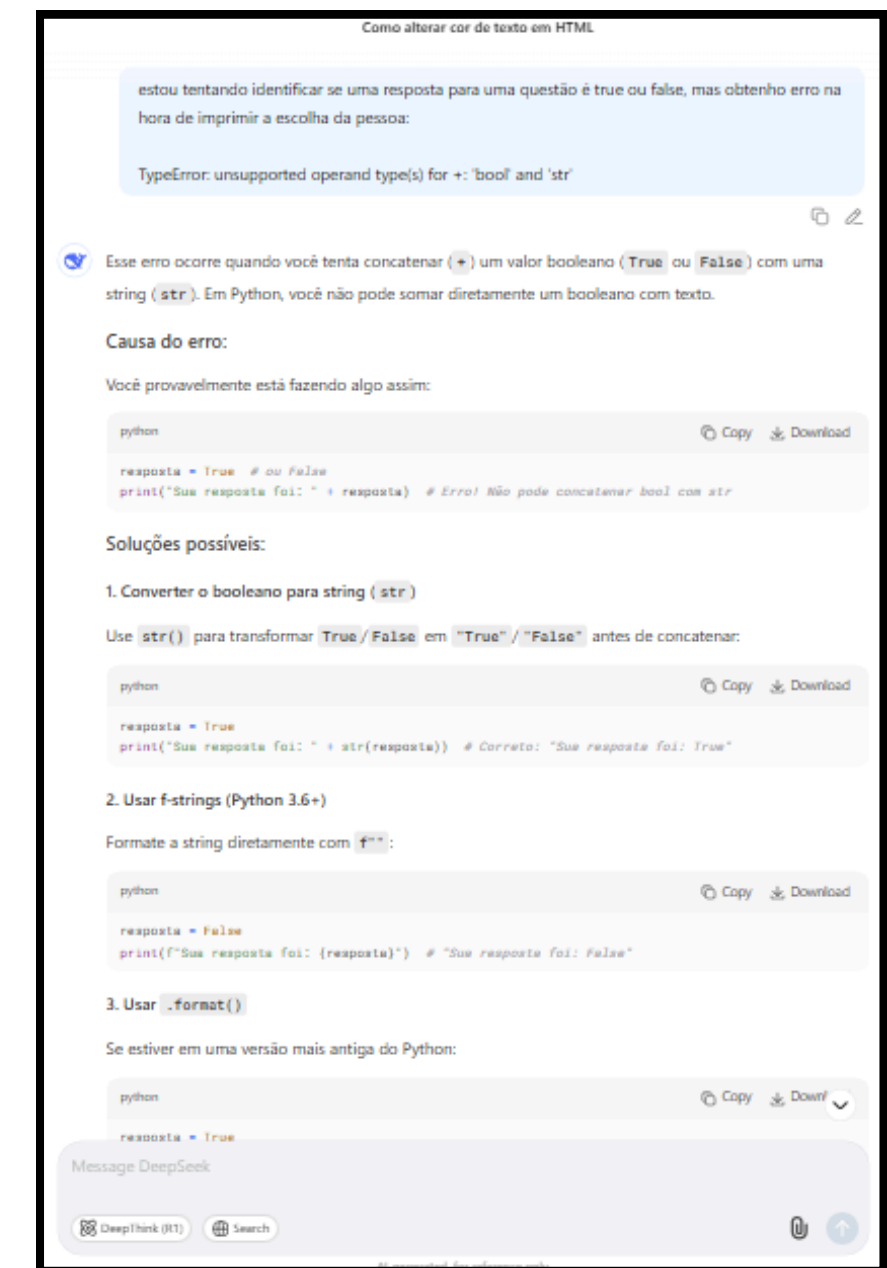 Como alterar cor de texto em HTML
estou tentando identificar se uma resposta para uma questão é true ou false, mas obtenho erro na
hora de imprimir a escolha da pessoa:
TypeError: unsupported operand type(s) for +: 'bool' and 'str'
Esse erro ocorre quando você tenta concatenar ( + ) um valor booleano ( True ou False ) com uma
string ( str ). Em Python, você não pode somar diretamente um booleano com texto.
Causa do erro:
Você provavelmente está fazendo algo assim:
python Copy Download
resposta = True # ou False
print("Sua resposta foi: " + resposta) # Erro! Não pode concatenar bool com str
Soluções possíveis:
1. Converter o booleano para string ( str )
Use str() para transformar True / False em "True" / "False" antes de concatenar:
python Copy Download
resposta = True
print("Sua resposta foi: " + str(resposta)) # Correto: "Sua resposta foi: True"
2. Usar f-strings (Python 3.6+)
Formate a string diretamente com f"" :
python Copy Download
resposta = False
print(f"Sua resposta foi: {resposta}") # "Sua resposta foi: False"
3. Usar .format()
Se estiver em uma versão mais antiga do Python:
python Copy Downl
resposta = True
Message DeepSeek
DeepThink (R1) Search
AI-generated, for reference only